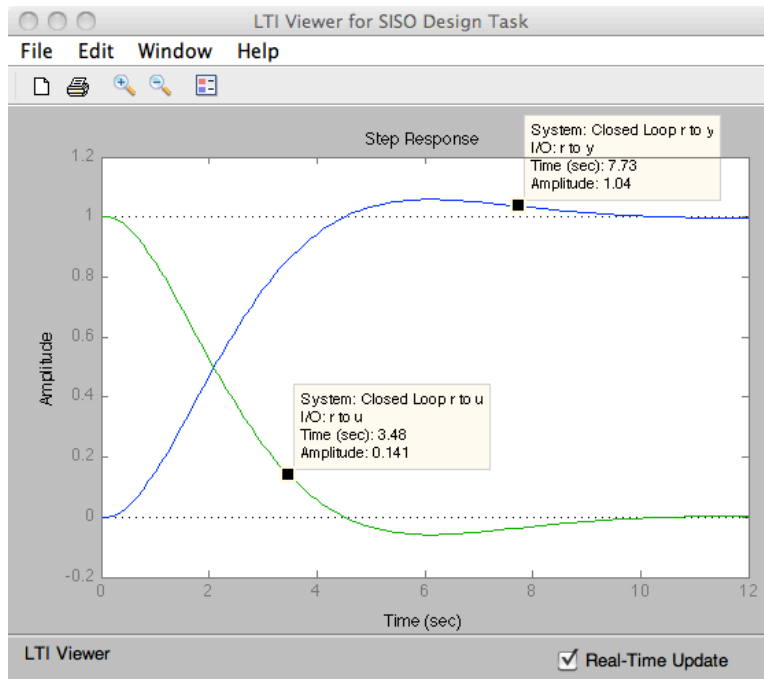 LTI Viewer for SISO Design Task
File Edit Window Help
Step Response
System: Closed Loop r to y
I/O: r to y
Time (sec): 7.73
Amplitude: 1.04
1.2
1
0.8
0.6
0.4
0.2
0
-0.2
Amplitude
System: Closed Loop r to u
I/O: r to u
Time (sec): 3.48
Amplitude: 0.141
0 2 4 6 8 10 12
Time (sec)
LTI Viewer
Real-Time Update